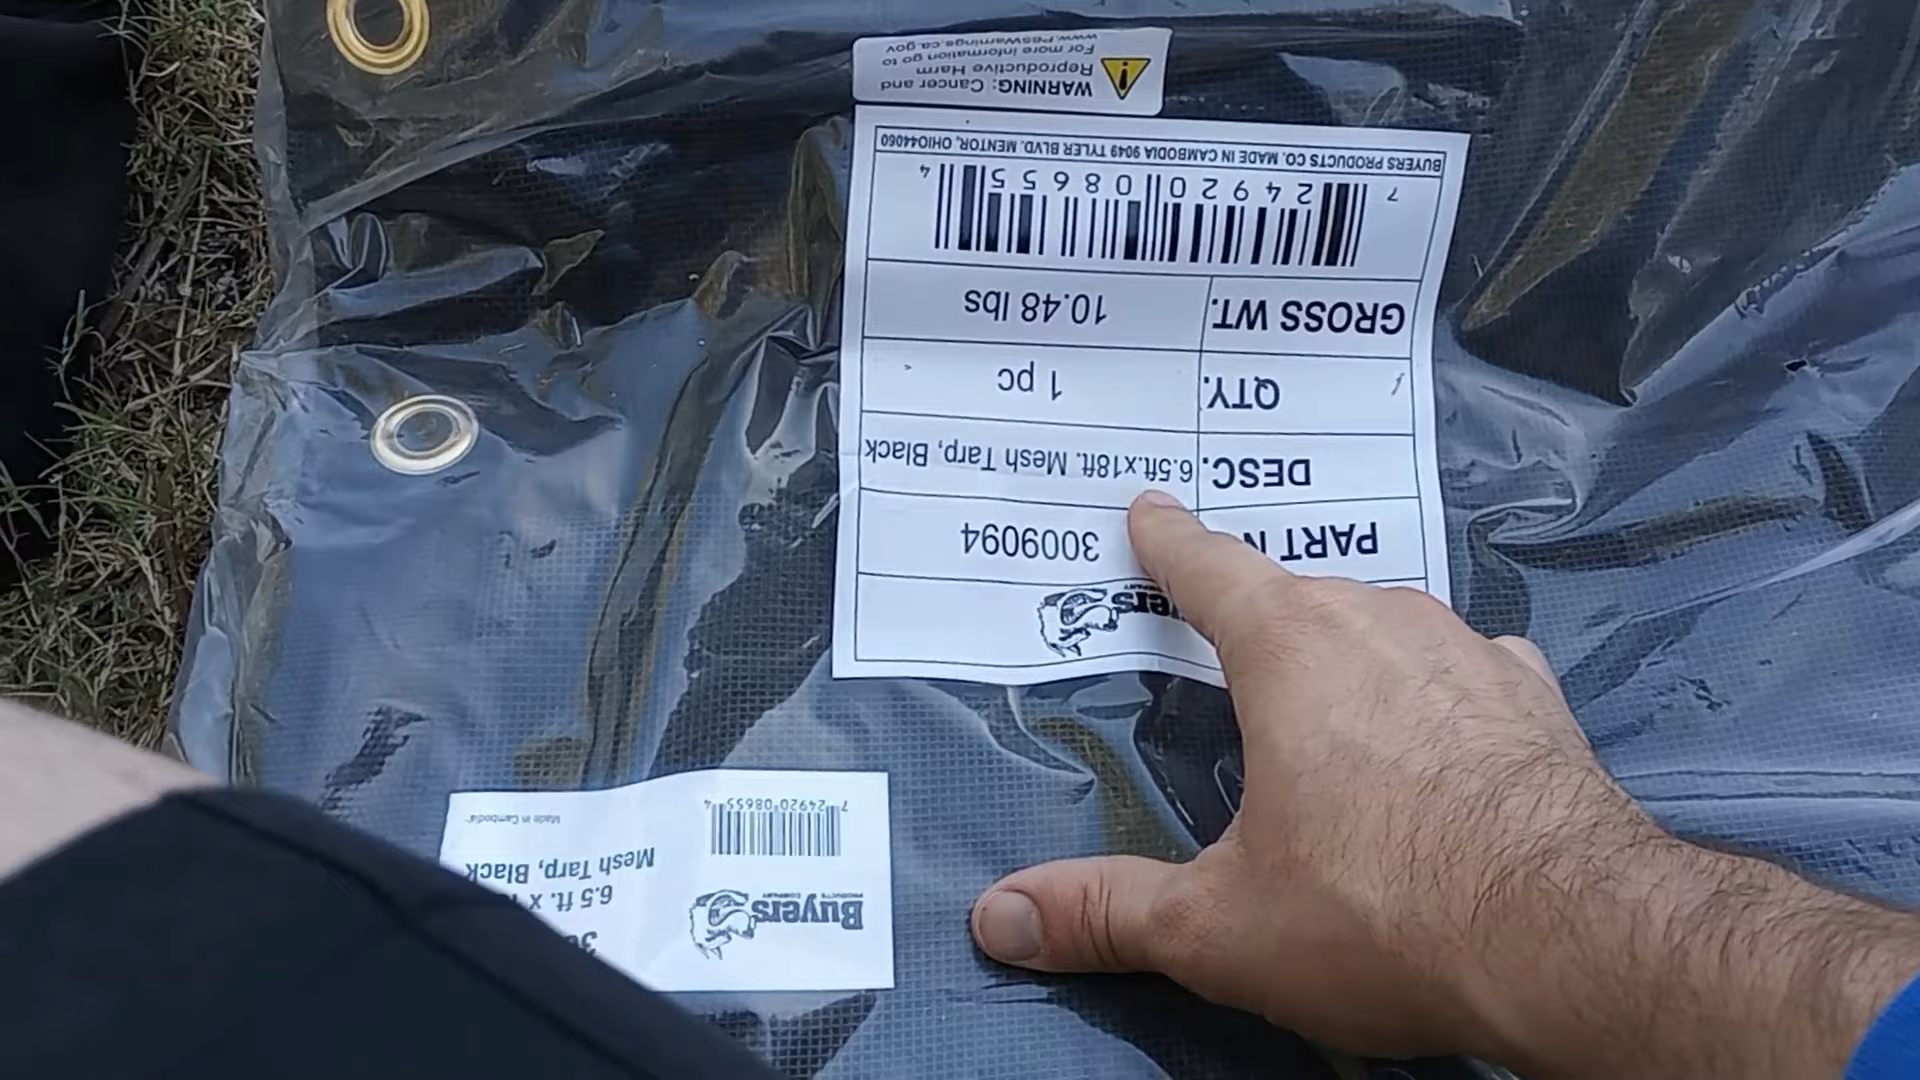 Buyers
PART N
3009094
DESC.
6.5ft.x18ft. Mesh Tarp, Black
QTY.
1 pc
GROSS WT.
10.48 lbs
7 24920 08655 4
BUYERS PRODUCTS CO. MADE IN CAMBODIA 9049 TYLER BLVD. MENTOR, OHIO44060
WARNING: Cancer and
Reproductive Harm
For more information go to
www.P65Warnings.ca.gov
Buyers
PRODUCTS COMPANY
6.5 ft. x
Mesh Tarp, Black
7 24920 08655 4
Made in Cambodia